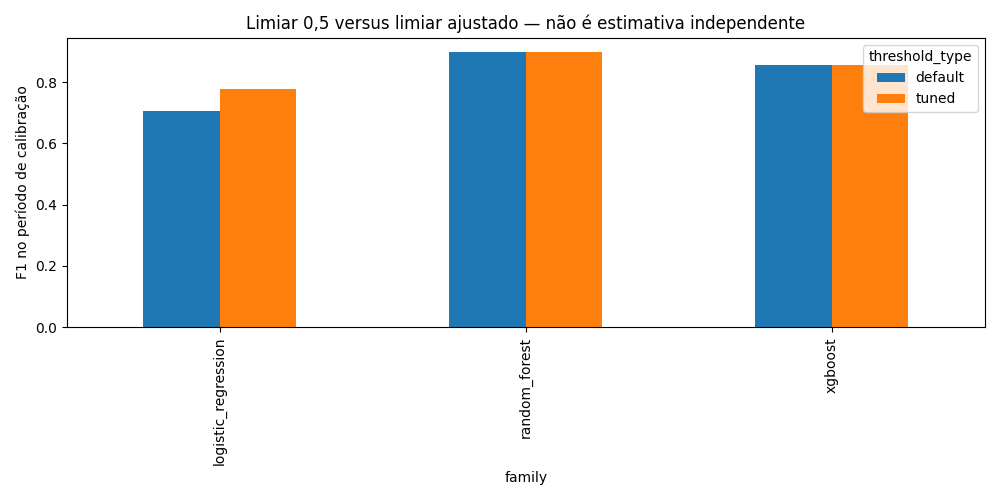 Limiar 0,5 versus limiar ajustado — não é estimativa independente
threshold_type
default
tuned
F1 no período de calibração
0.8
0.6
0.4
0.2
0.0
logistic_regression
random_forest
xgboost
family